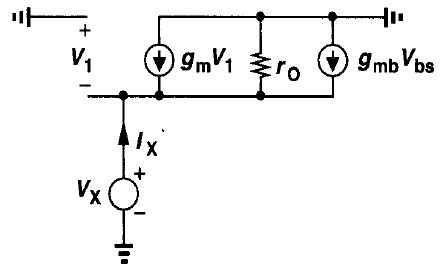 +
V1
−
gmV1
rO
gmbVbs
IX
VX
+
−